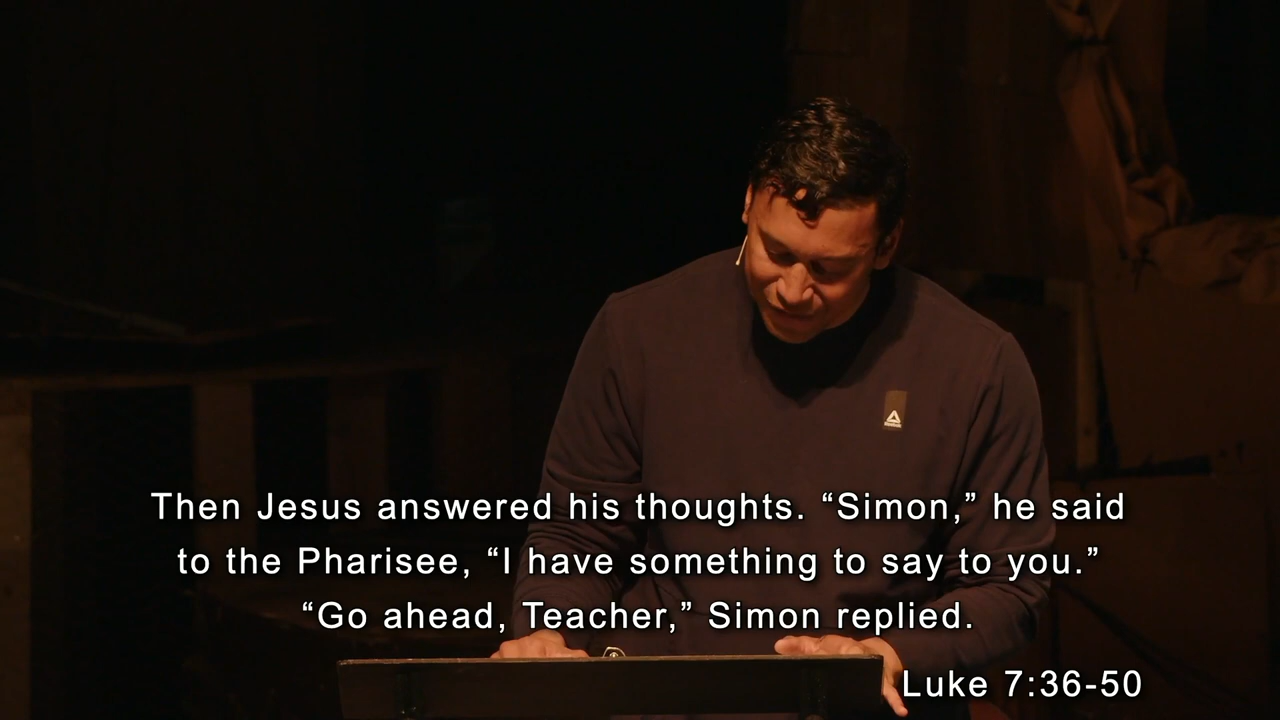 Then Jesus answered his thoughts. “Simon,” he said
to the Pharisee, “I have something to say to you.”
“Go ahead, Teacher,” Simon replied.
Luke 7:36-50